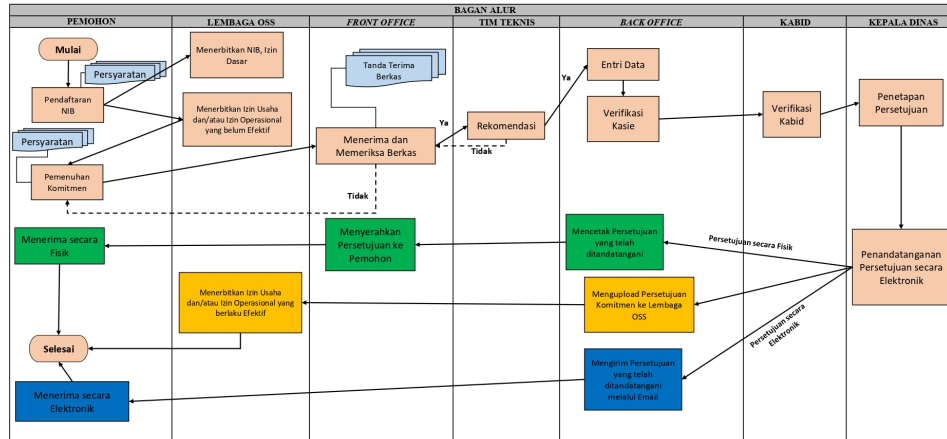 BAGAN ALUR
PEMOHON
LEMBAGA OSS
FRONT OFFICE
TIM TEKNIS
BACK OFFICE
KABID
KEPALA DINAS
Mulai
Persyaratan
Pendaftaran
NIB
Persyaratan
Pemenuhan
Komitmen
Menerbitkan NIB, Izin
Dasar
Menerbitkan Izin Usaha
dan/atau Izin Operasional
yang belum Efektif
Tanda Terima
Berkas
Menerima dan
Memeriksa Berkas
Ya
Tidak
Tidak
Rekomendasi
Ya
Entri Data
Verifikasi
Kasie
Verifikasi
Kabid
Penetapan
Persetujuan
Penandatanganan
Persetujuan secara
Elektronik
Persetujuan secara Fisik
Mencetak Persetujuan
yang telah
ditandatangani
Menyerahkan
Persetujuan ke
Pemohon
Menerima secara
Fisik
Mengupload Persetujuan
Komitmen ke Lembaga
OSS
Menerbitkan Izin Usaha
dan/atau Izin Operasional yang
berlaku Efektif
Selesai
Persetujuan secara
Elektronik
Mengirim Persetujuan
yang telah
ditandatangani
melalui Email
Menerima secara
Elektronik